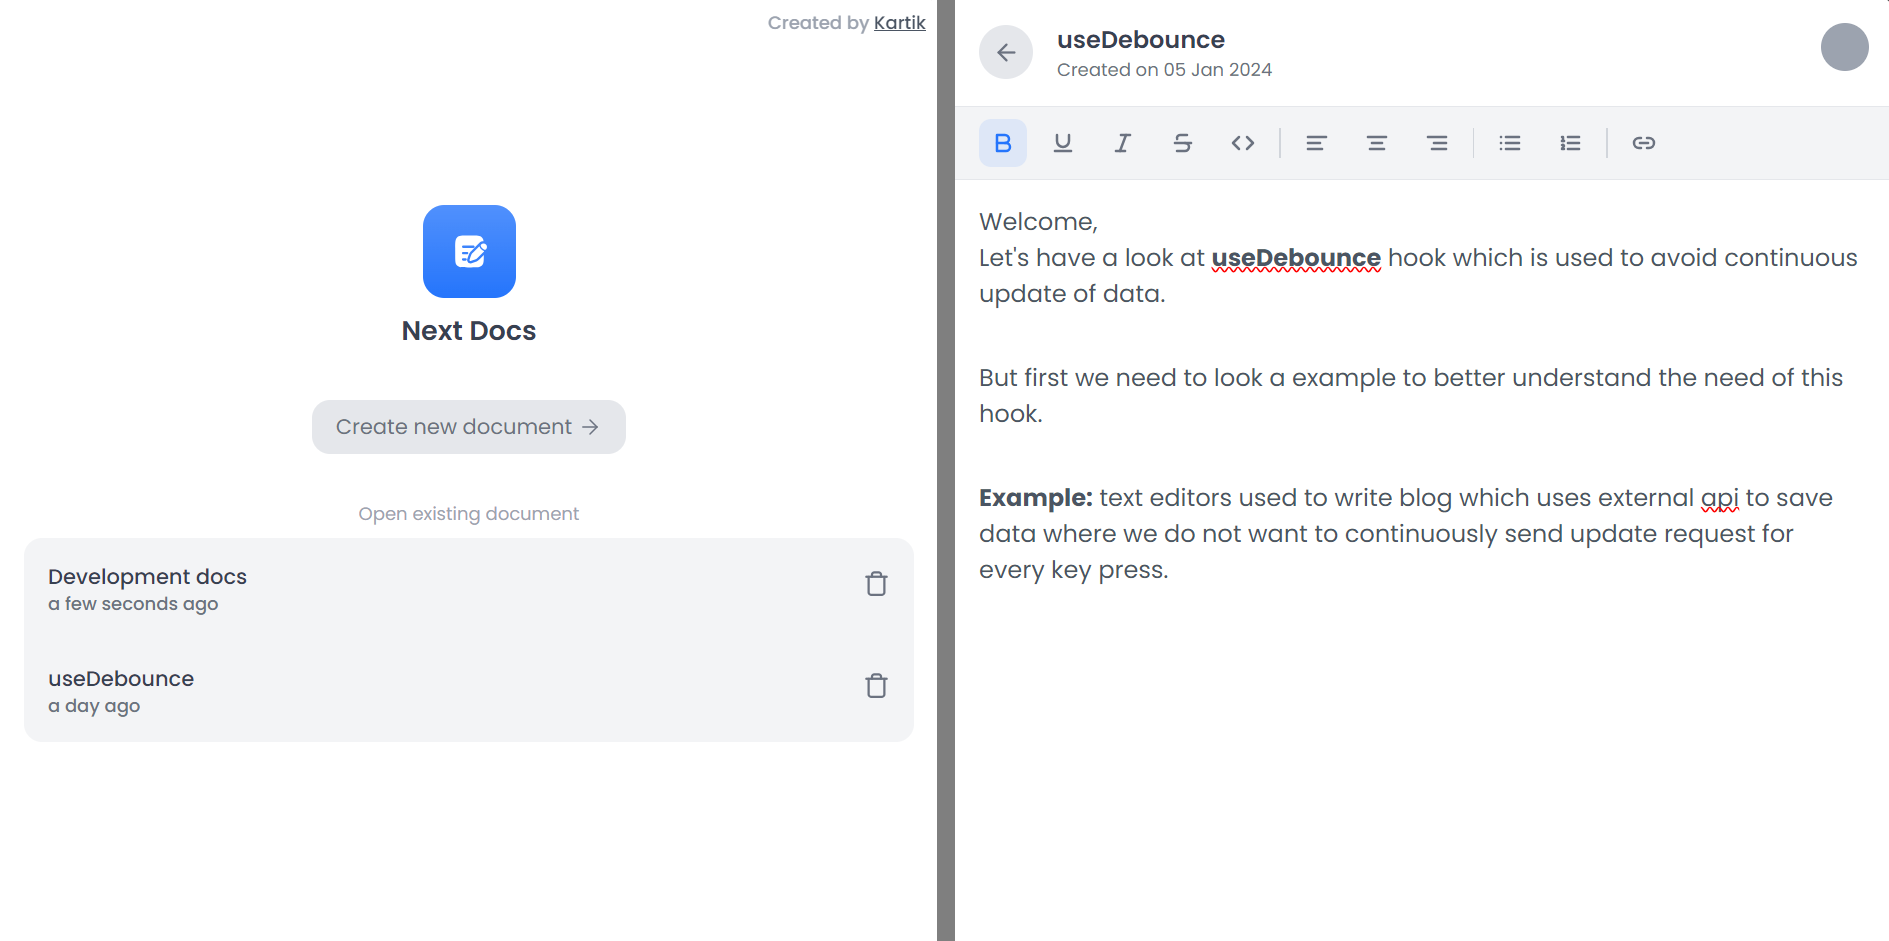 Created by Kartik
Next Docs
Create new document →
Open existing document
Development docs
a few seconds ago
useDebounce
a day ago
useDebounce
Created on 05 Jan 2024
Welcome,
Let's have a look at useDebounce hook which is used to avoid continuous
update of data.
But first we need to look a example to better understand the need of this
hook.
Example: text editors used to write blog which uses external api to save
data where we do not want to continuously send update request for
every key press.